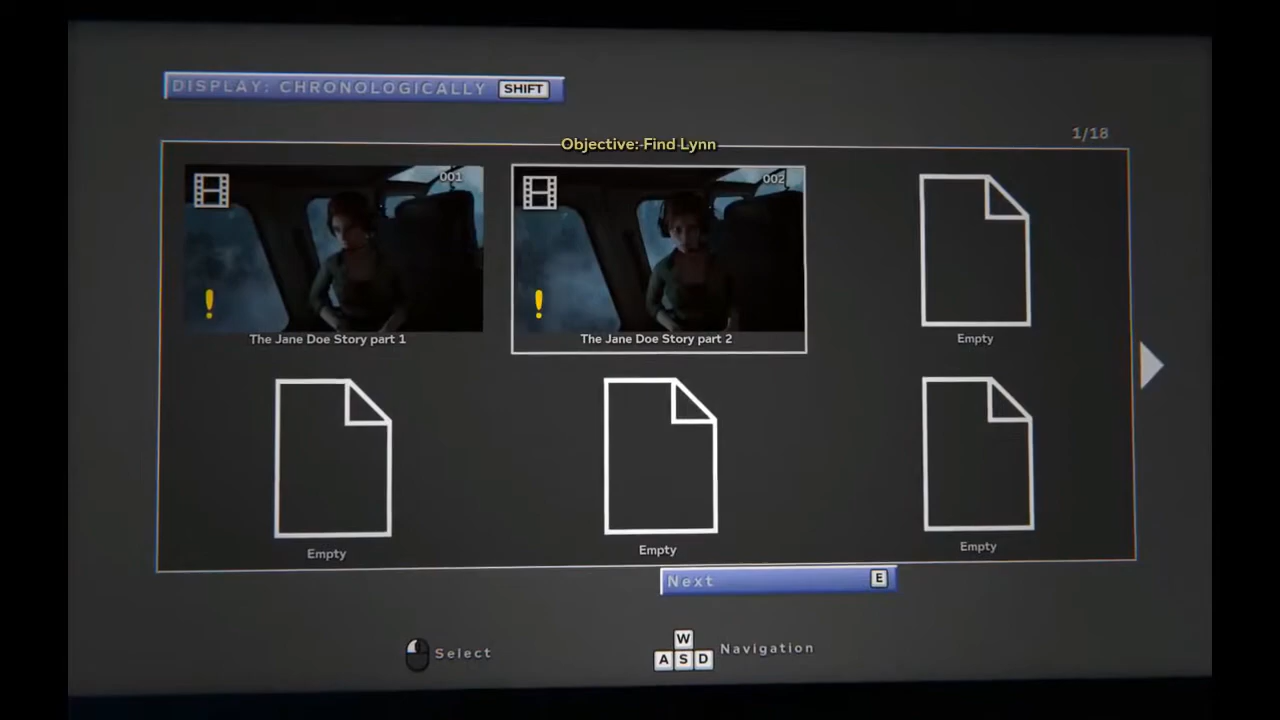 DISPLAY: CHRONOLOGICALLY SHIFT
1/18
Objective: Find Lynn
001
002
The Jane Doe Story part 1
The Jane Doe Story part 2
Empty
Empty
Empty
Empty
Next E
Select
W
A S D
Navigation